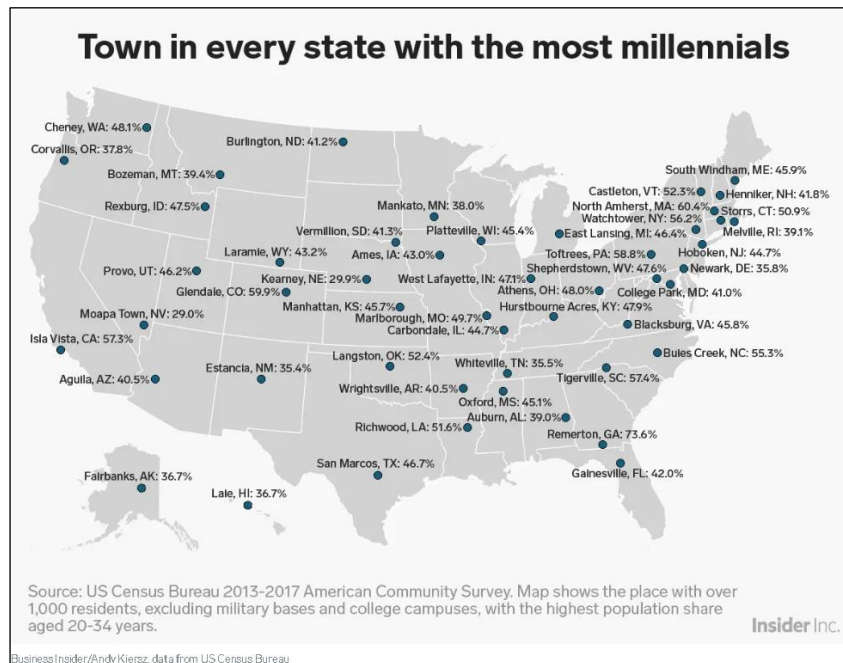 Town in every state with the most millennials
Cheney, WA: 48.1%
Corvallis, OR: 37.8%
Burlington, ND: 41.2%
Bozeman, MT: 39.4%
South Windham, ME: 45.9%
Castleton, VT: 52.3%
Henniker, NH: 41.8%
Rexburg, ID: 47.5%
Mankato, MN: 38.0%
North Amherst, MA: 60.4%
Storrs, CT: 50.9%
Watchtower, NY: 56.2%
Melville, RI: 39.1%
Vermillion, SD: 41.3%
Platteville, WI: 45.4%
East Lansing, MI: 46.4%
Hoboken, NJ: 44.7%
Laramie, WY: 43.2%
Ames, IA: 43.0%
Toftrees, PA: 58.8%
Provo, UT: 46.2%
Kearney, NE: 29.9%
West Lafayette, IN: 47.1%
Shepherdstown, WV: 47.6%
Newark, DE: 35.8%
Glendale, CO: 59.9%
Athens, OH: 48.0%
College Park, MD: 41.0%
Manhattan, KS: 45.7%
Hurstbourne Acres, KY: 47.9%
Moapa Town, NV: 29.0%
Marlborough, MO: 49.7%
Carbondale, IL: 44.7%
Blacksburg, VA: 45.8%
Isla Vista, CA: 57.3%
Langston, OK: 52.4%
Buies Creek, NC: 55.3%
Estancia, NM: 35.4%
Whiteville, TN: 35.5%
Aguila, AZ: 40.5%
Wrightsville, AR: 40.5%
Tigerville, SC: 57.4%
Oxford, MS: 45.1%
Auburn, AL: 39.0%
Richwood, LA: 51.6%
Remerton, GA: 73.6%
San Marcos, TX: 46.7%
Gainesville, FL: 42.0%
Fairbanks, AK: 36.7%
Laie, HI: 36.7%
Source: US Census Bureau 2013-2017 American Community Survey. Map shows the place with over
1,000 residents, excluding military bases and college campuses, with the highest population share
aged 20-34 years.
Insider Inc.
Business Insider/Andy Kiersz, data from US Census Bureau